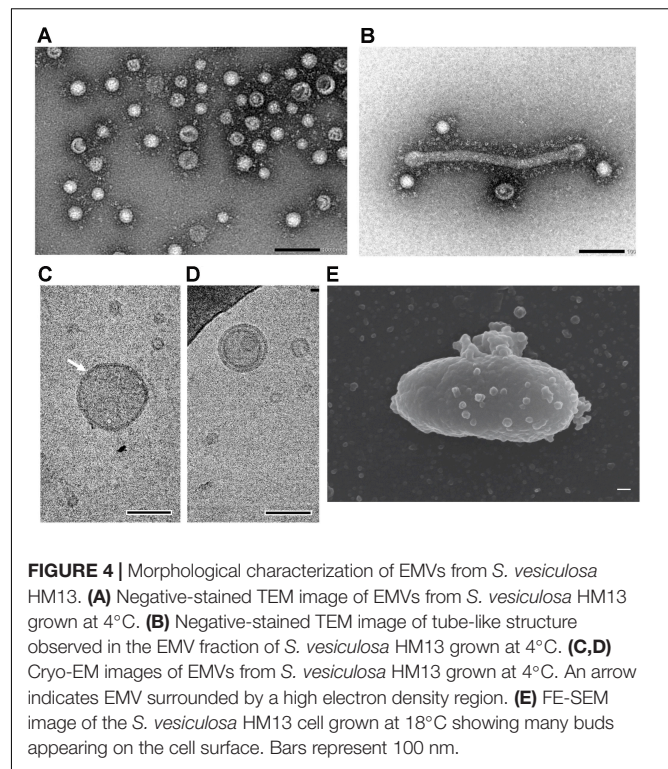 A
B
C
D
E
FIGURE 4 | Morphological characterization of EMVs from S. vesiculosa
HM13. (A) Negative-stained TEM image of EMVs from S. vesiculosa HM13
grown at 4°C. (B) Negative-stained TEM image of tube-like structure
observed in the EMV fraction of S. vesiculosa HM13 grown at 4°C. (C,D)
Cryo-EM images of EMVs from S. vesiculosa HM13 grown at 4°C. An arrow
indicates EMV surrounded by a high electron density region. (E) FE-SEM
image of the S. vesiculosa HM13 cell grown at 18°C showing many buds
appearing on the cell surface. Bars represent 100 nm.